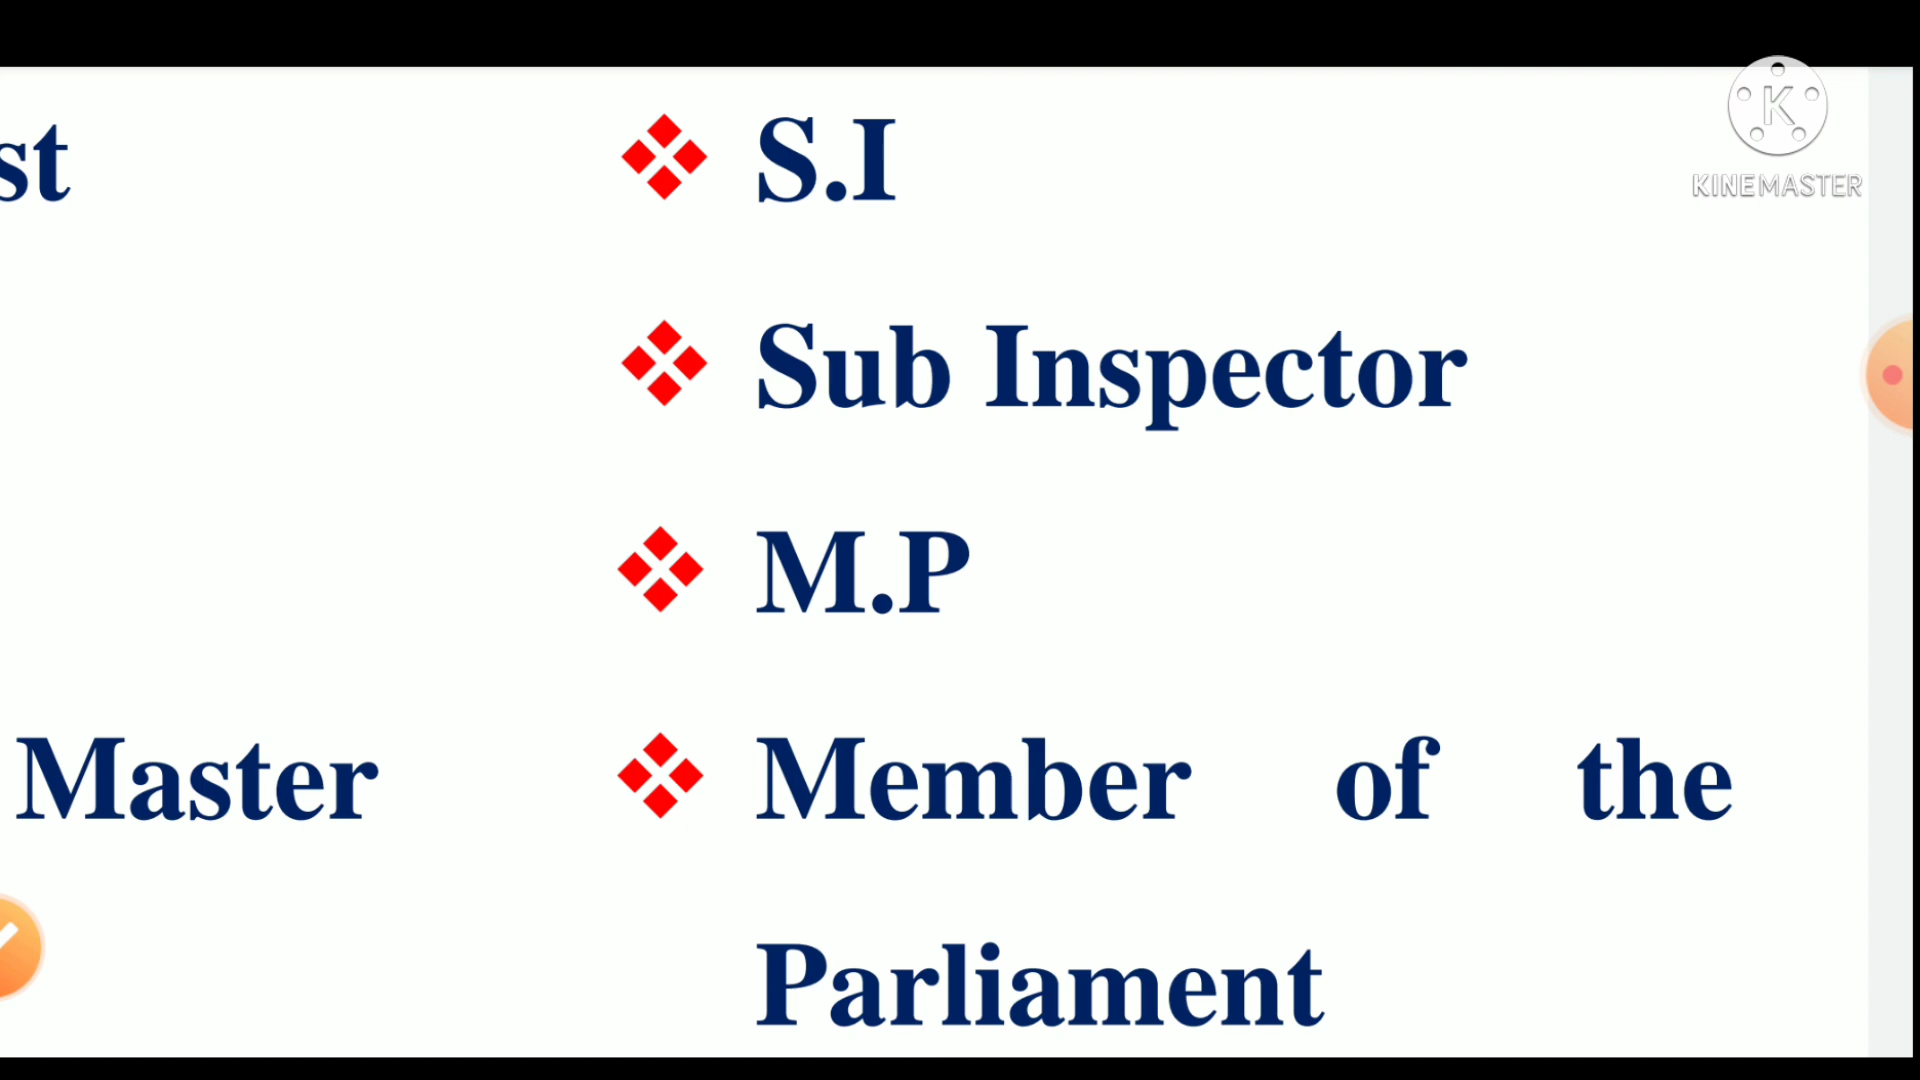 st
S.I
K
KINEMASTER
Sub Inspector
M.P
Master
Member of the
Parliament